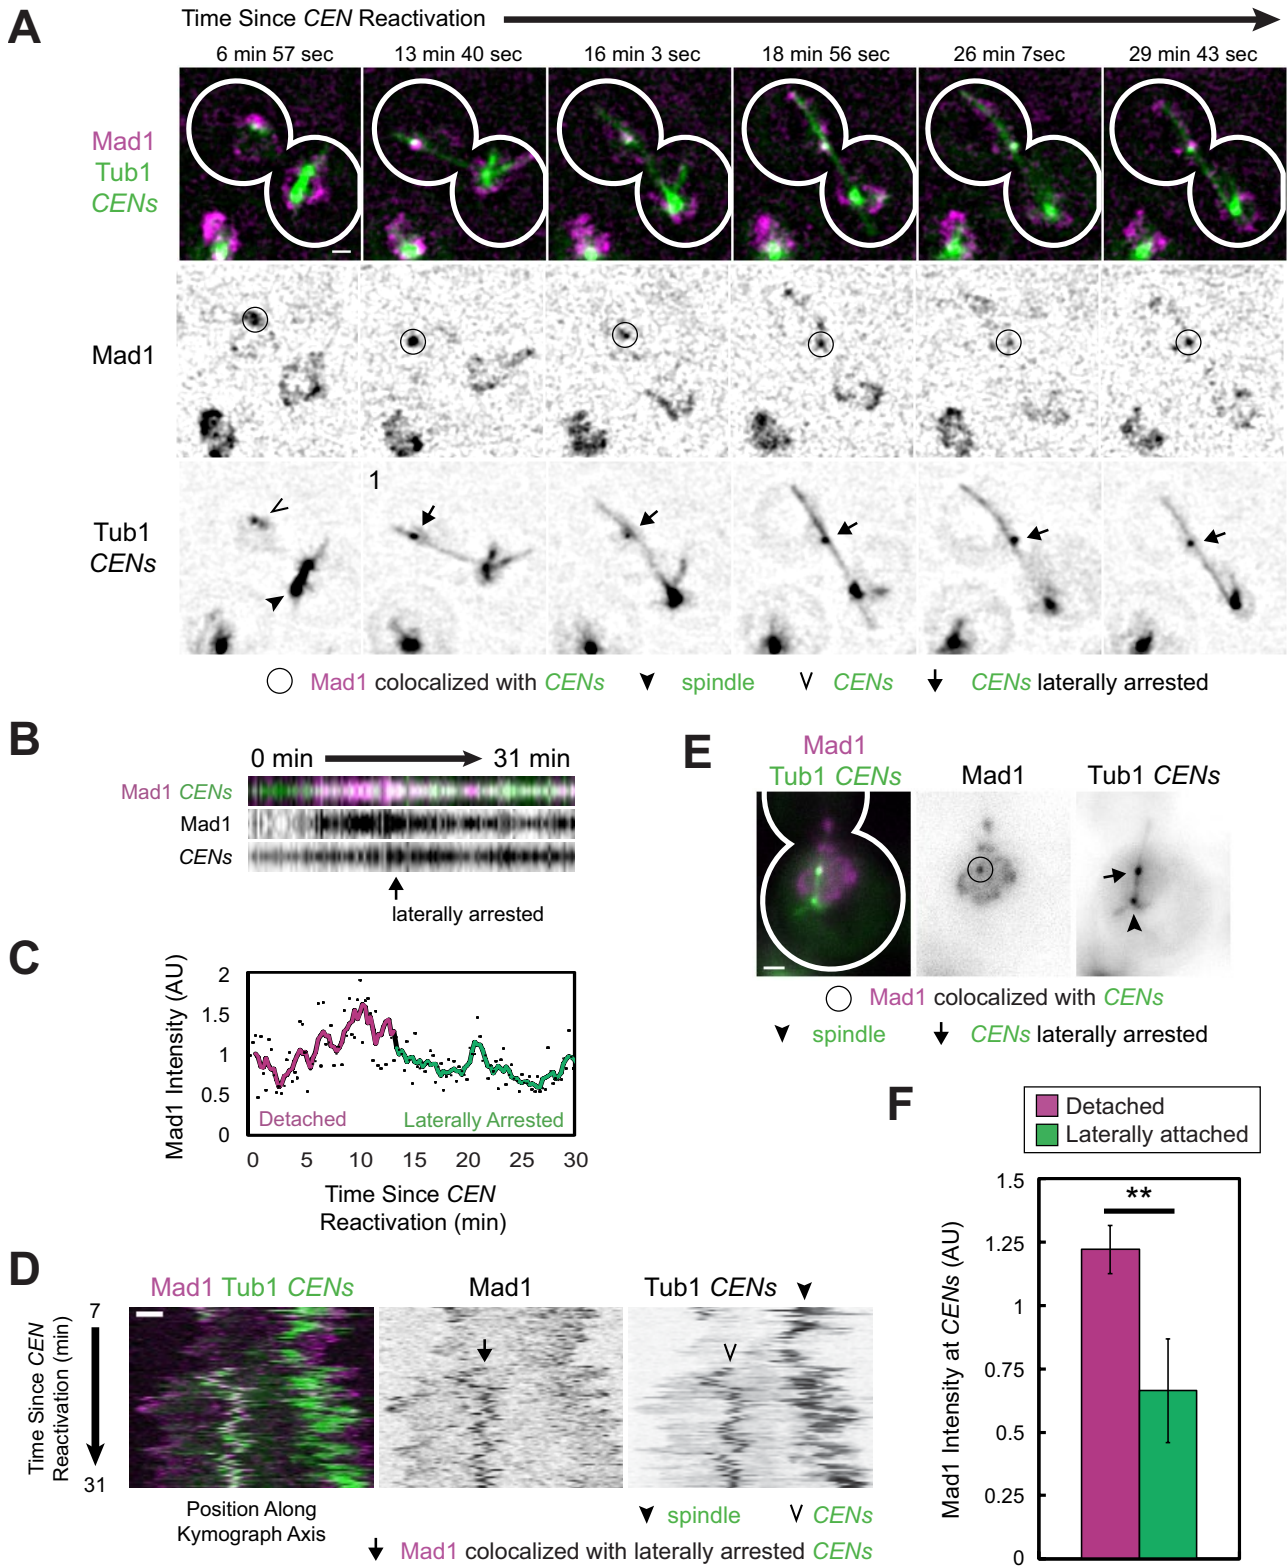 A
Time Since CEN Reactivation
6 min 57 sec 13 min 40 sec 16 min 3 sec 18 min 56 sec 26 min 7sec 29 min 43 sec
Mad1
Tub1
CENs
Mad1
1
Tub1
CENs
Mad1 colocalized with CENs spindle CENs CENs laterally arrested
B
0 min 31 min
Mad1 CENs
Mad1
CENs
laterally arrested
C
Mad1 Intensity (AU)
2
1.5
1
0.5
0
Detached Laterally Arrested
0 5 10 15 20 25 30
Time Since CEN
Reactivation (min)
D
Mad1 Tub1 CENs Mad1 Tub1 CENs
Time Since CEN
Reactivation (min)
7
31
Position Along
Kymograph Axis
spindle CENs
Mad1 colocalized with laterally arrested CENs
E
Mad1
Tub1 CENs Mad1 Tub1 CENs
Mad1 colocalized with CENs
spindle CENs laterally arrested
F
Detached
Laterally attached
Mad1 Intensity at CENs (AU)
1.5
1.25
1
0.75
0.5
0.25
0
**